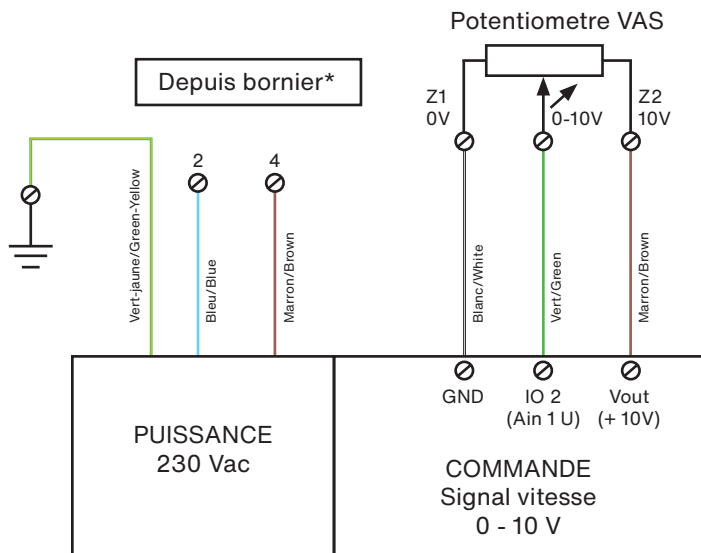 Potentiometre VAS
Depuis bornier*
Z1
0V
0-10V
Z2
10V
2
4
Vert-jaune/Green-Yellow
Bleu/Blue
Marron/Brown
Blanc/White
Vert/Green
Marron/Brown
GND
IO 2
(Ain 1 U)
Vout
(+ 10V)
PUISSANCE
230 Vac
COMMANDE
Signal vitesse
0 - 10 V